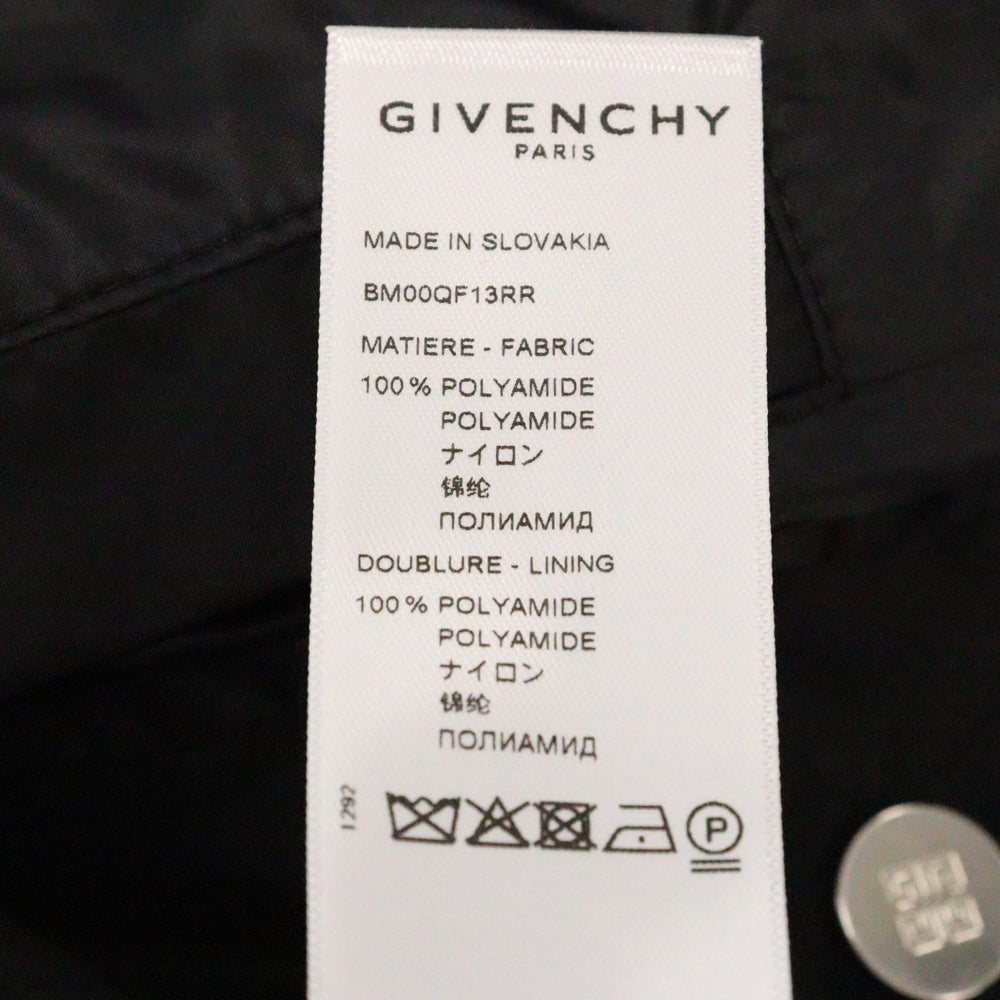 GIVENCHY
PARIS
MADE IN SLOVAKIA
BM00QF13RR
MATIERE - FABRIC
100% POLYAMIDE
POLYAMIDE
ナイロン
锦纶
ПОЛИАМИД
DOUBLURE - LINING
100% POLYAMIDE
POLYAMIDE
ナイロン
锦纶
ПОЛИАМИД
1292
P